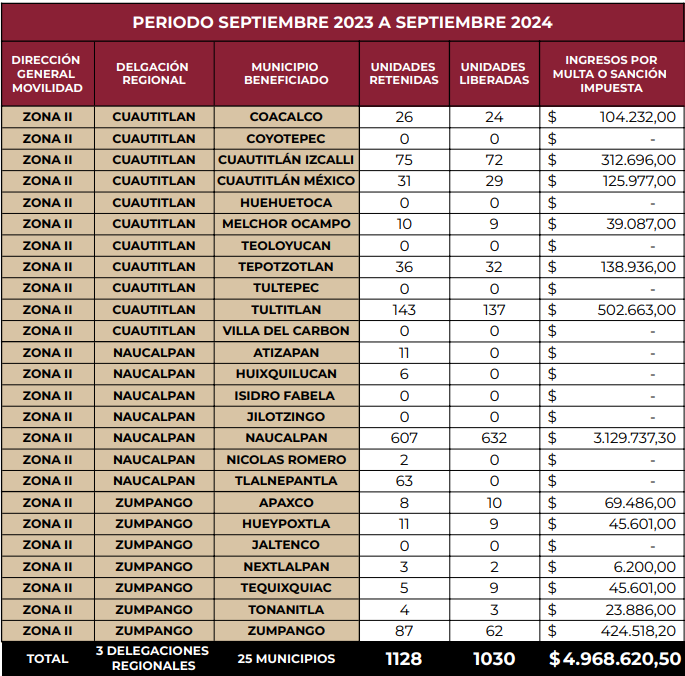 PERIODO SEPTIEMBRE 2023 A SEPTIEMBRE 2024
DIRECCIÓN GENERAL MOVILIDAD DELGACIÓN REGIONAL MUNICIPIO BENEFICIADO UNIDADES RETENIDAS UNIDADES LIBERADAS INGRESOS POR MULTA O SANCIÓN IMPUESTA
ZONA II CUAUTITLAN COACALCO 26 24 $ 104.232,00
ZONA II CUAUTITLAN COYOTEPEC 0 0 $ -
ZONA II CUAUTITLAN CUAUTITLÁN IZCALLI 75 72 $ 312.696,00
ZONA II CUAUTITLAN CUAUTITLÁN MÉXICO 31 29 $ 125.977,00
ZONA II CUAUTITLAN HUEHUETOCA 0 0 $ -
ZONA II CUAUTITLAN MELCHOR OCAMPO 10 9 $ 39.087,00
ZONA II CUAUTITLAN TEOLOYUCAN 0 0 $ -
ZONA II CUAUTITLAN TEPOTZOTLAN 36 32 $ 138.936,00
ZONA II CUAUTITLAN TULTEPEC 0 0 $ -
ZONA II CUAUTITLAN TULTITLAN 143 137 $ 502.663,00
ZONA II CUAUTITLAN VILLA DEL CARBON 0 0 $ -
ZONA II NAUCALPAN ATIZAPAN 11 0 $ -
ZONA II NAUCALPAN HUIXQUILUCAN 6 0 $ -
ZONA II NAUCALPAN ISIDRO FABELA 0 0 $ -
ZONA II NAUCALPAN JILOTZINGO 0 0 $ -
ZONA II NAUCALPAN NAUCALPAN 607 632 $ 3.129.737,30
ZONA II NAUCALPAN NICOLAS ROMERO 2 0 $ -
ZONA II NAUCALPAN TLALNEPANTLA 63 0 $ -
ZONA II ZUMPANGO APAXCO 8 10 $ 69.486,00
ZONA II ZUMPANGO HUEYPOXTLA 11 9 $ 45.601,00
ZONA II ZUMPANGO JALTENCO 0 0 $ -
ZONA II ZUMPANGO NEXTLALPAN 3 2 $ 6.200,00
ZONA II ZUMPANGO TEQUIXQUIAC 5 9 $ 45.601,00
ZONA II ZUMPANGO TONANITLA 4 3 $ 23.886,00
ZONA II ZUMPANGO ZUMPANGO 87 62 $ 424.518,20
TOTAL 3 DELEGACIONES REGIONALES 25 MUNICIPIOS 1128 1030 $ 4.968.620,50